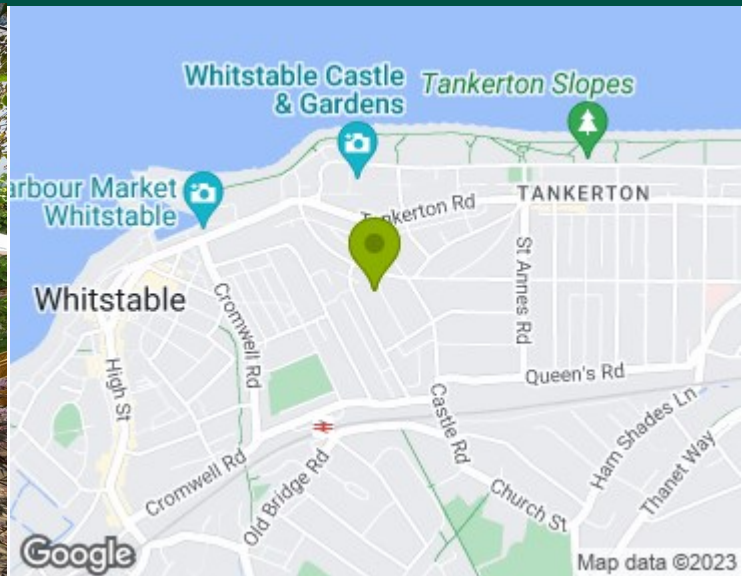 Whitstable Castle
& Gardens
Tankerton Slopes
arbour Market
Whitstable
TANKERTON
Tankerton Rd
St Annes Rd
Whitstable
Cromwell Rd
High St
Queen's Rd
Castle Rd
Ham Shades Ln
Thanet Way
Cromwell Rd
Old Bridge Rd
Church St
Google
Map data ©2023